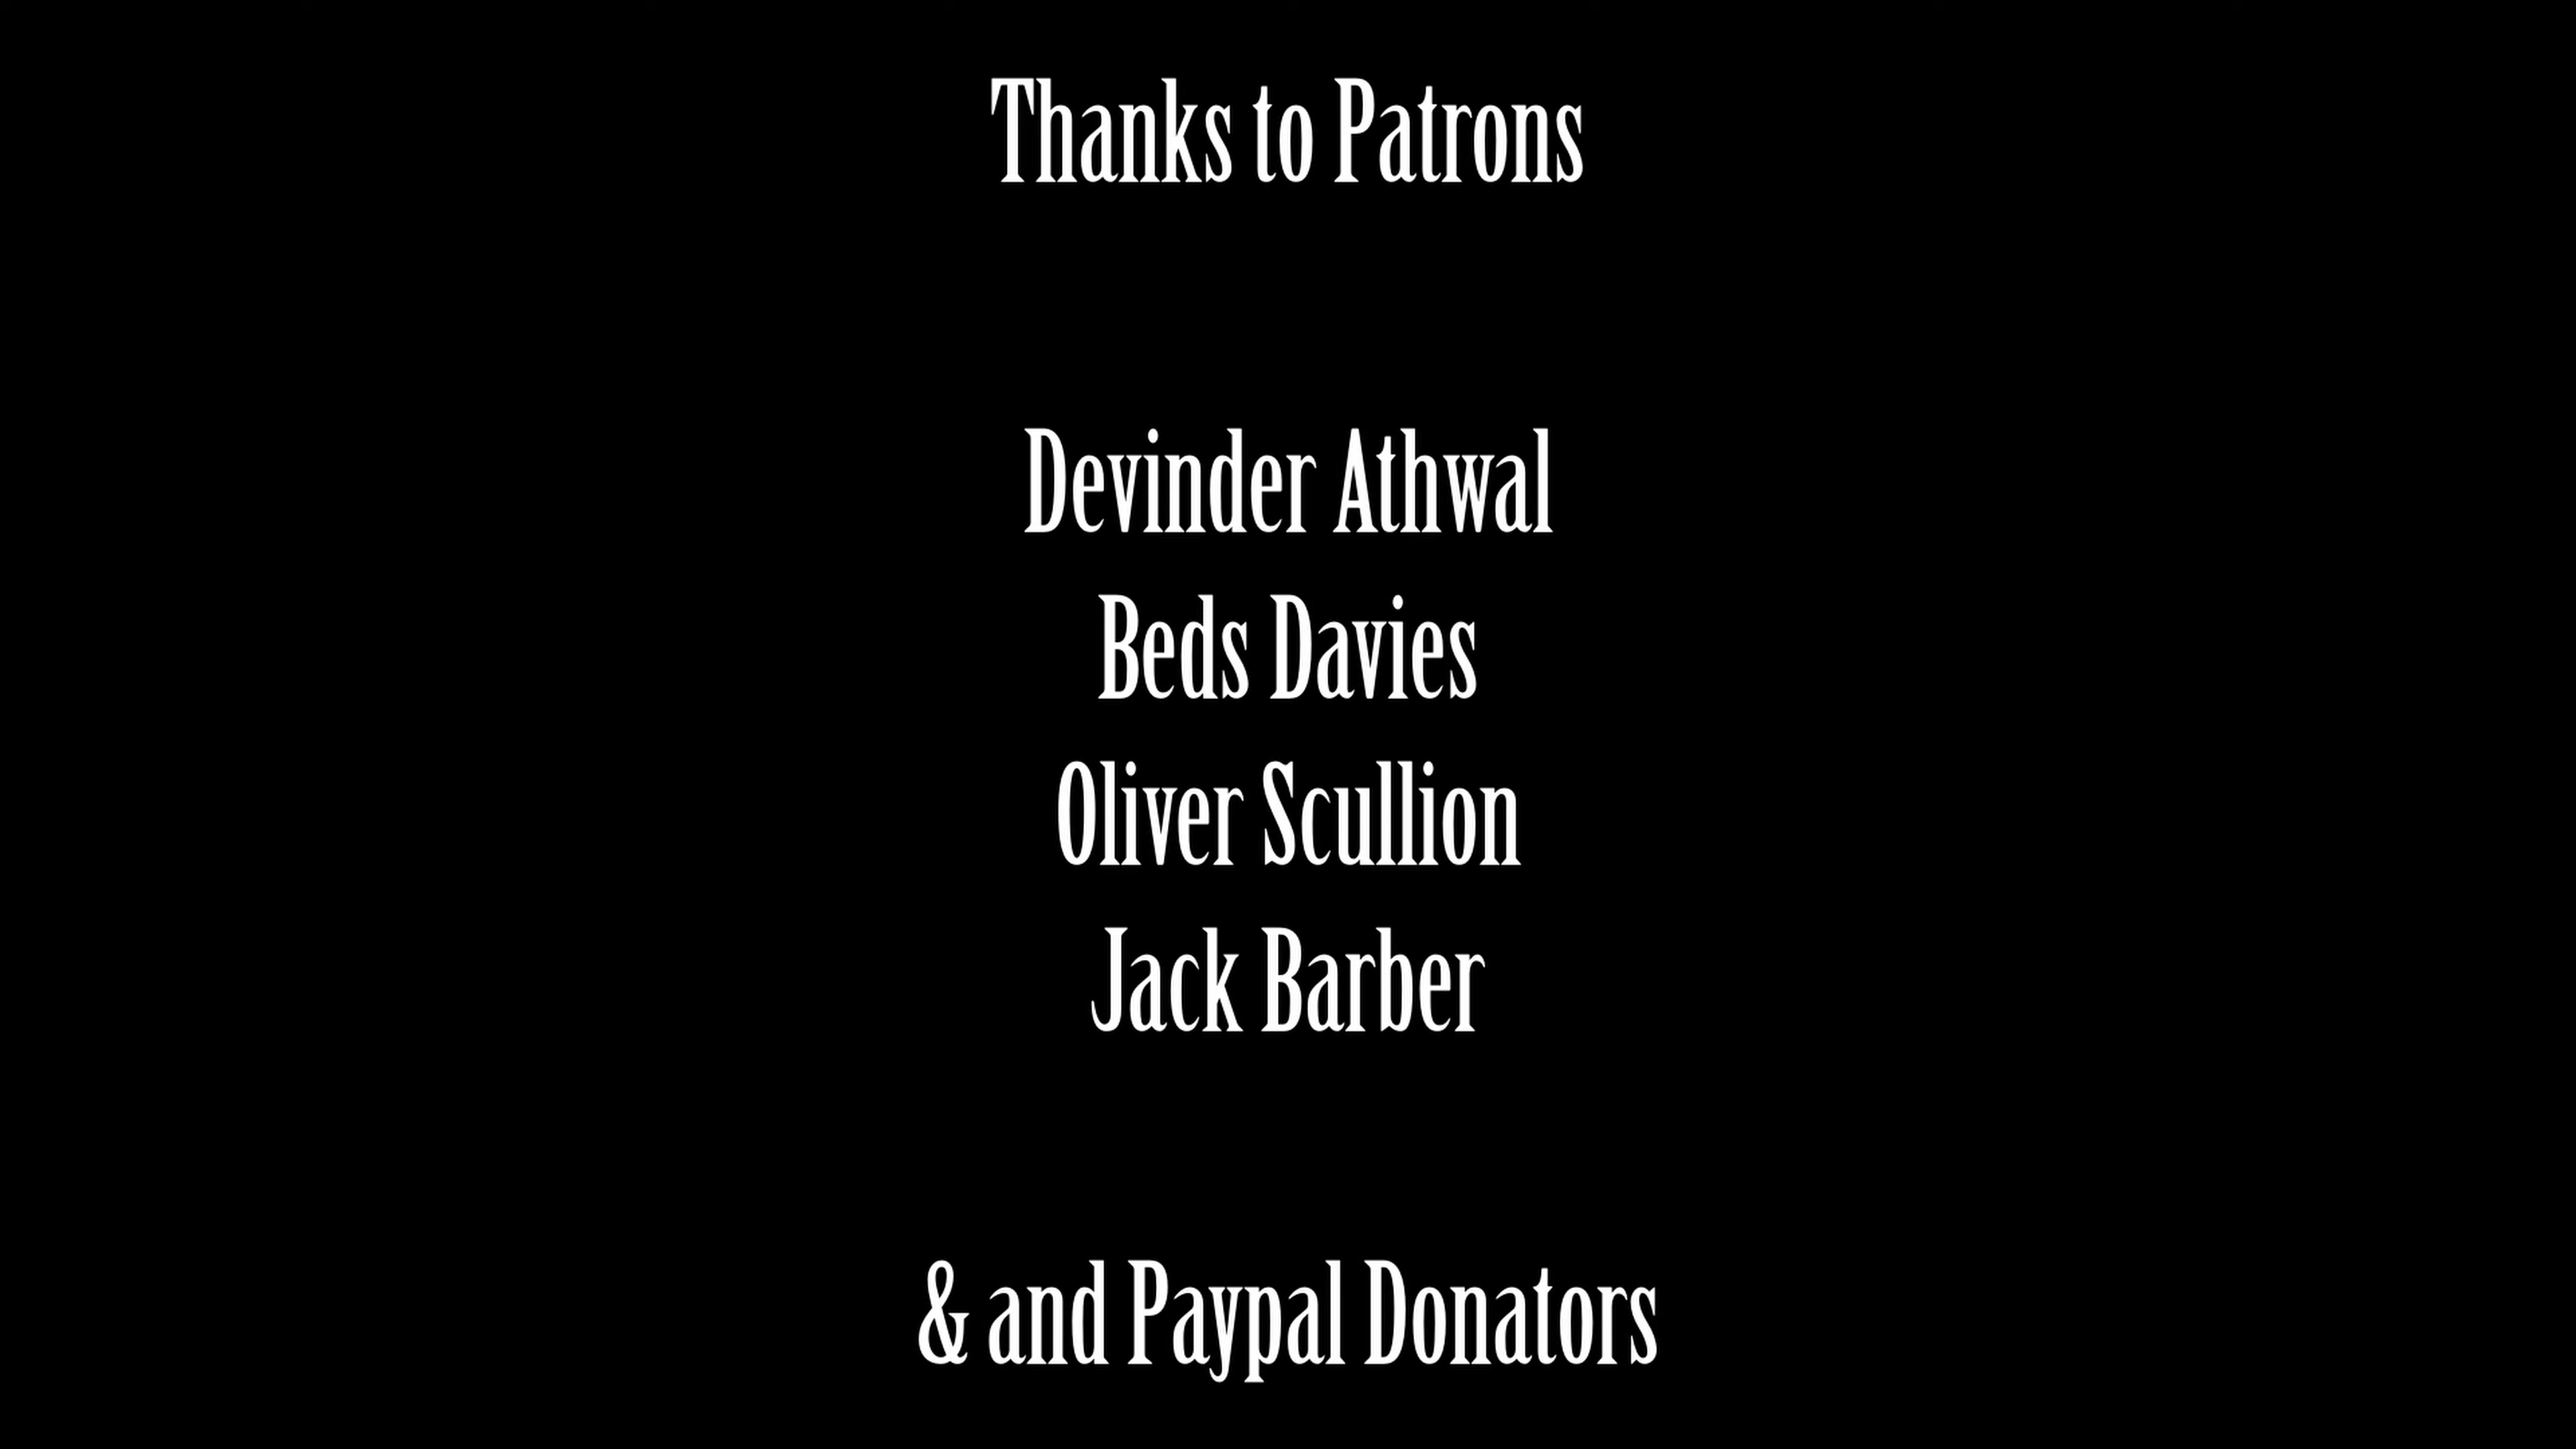 Thanks to Patrons
Devinder Athwal
Beds Davies
Oliver Scullion
Jack Barber
& and Paypal Donators